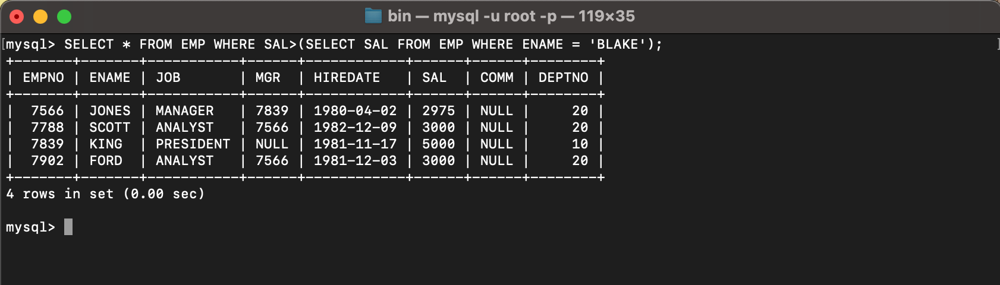 bin — mysql -u root -p — 119×35
mysql> SELECT * FROM EMP WHERE SAL>(SELECT SAL FROM EMP WHERE ENAME = 'BLAKE');
+-------+-------+-----------+------+------------+------+------+--------+
| EMPNO | ENAME | JOB       | MGR  | HIREDATE   | SAL  | COMM | DEPTNO |
+-------+-------+-----------+------+------------+------+------+--------+
|  7566 | JONES | MANAGER   | 7839 | 1980-04-02 | 2975 | NULL |     20 |
|  7788 | SCOTT | ANALYST   | 7566 | 1982-12-09 | 3000 | NULL |     20 |
|  7839 | KING  | PRESIDENT | NULL | 1981-11-17 | 5000 | NULL |     10 |
|  7902 | FORD  | ANALYST   | 7566 | 1981-12-03 | 3000 | NULL |     20 |
+-------+-------+-----------+------+------------+------+------+--------+
4 rows in set (0.00 sec)
mysql>